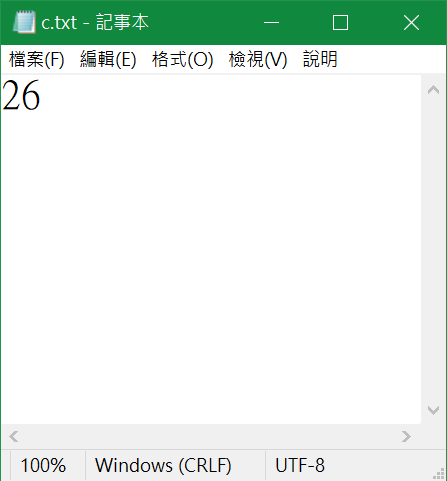 c.txt - 記事本
檔案(F) 編輯(E) 格式(O) 檢視(V) 說明
26
100% Windows (CRLF) UTF-8